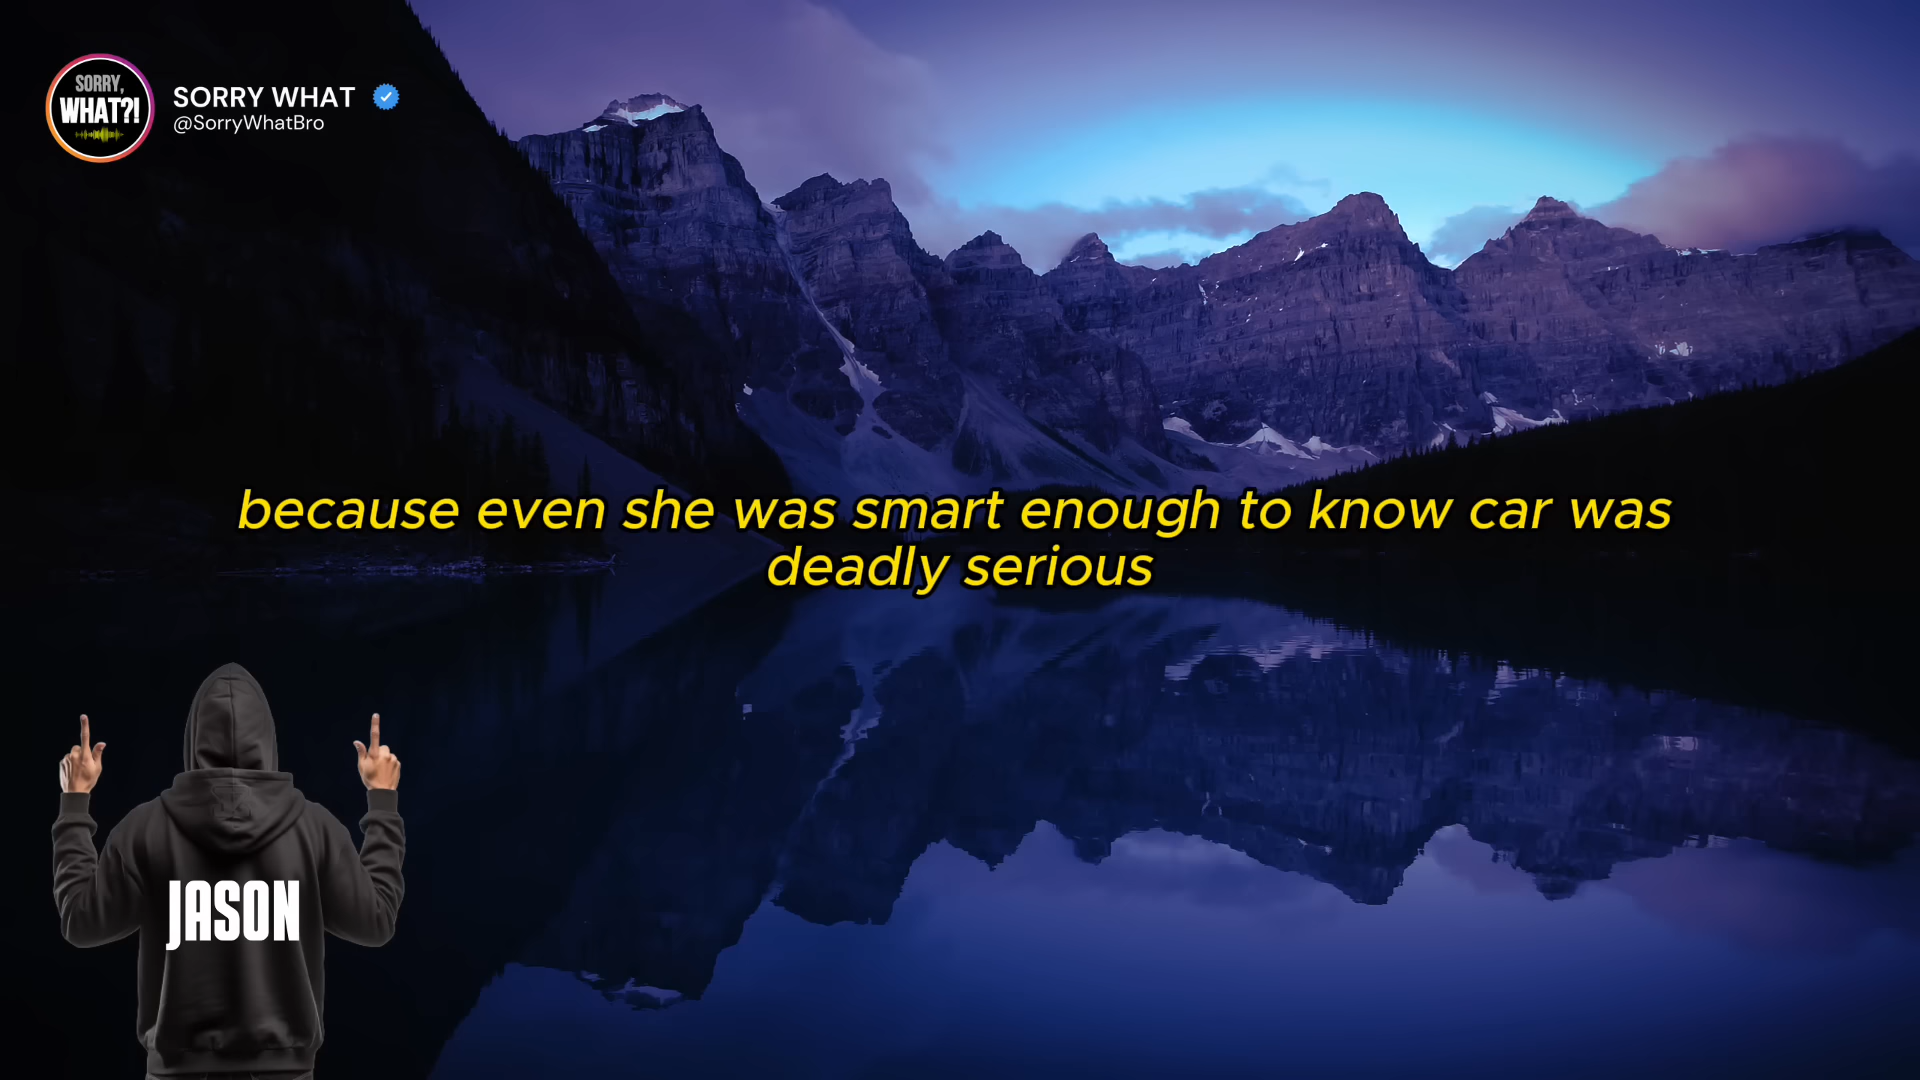 SORRY,
WHAT?!
SORRY WHAT
@SorryWhatBro
because even she was smart enough to know car was
deadly serious
JASON